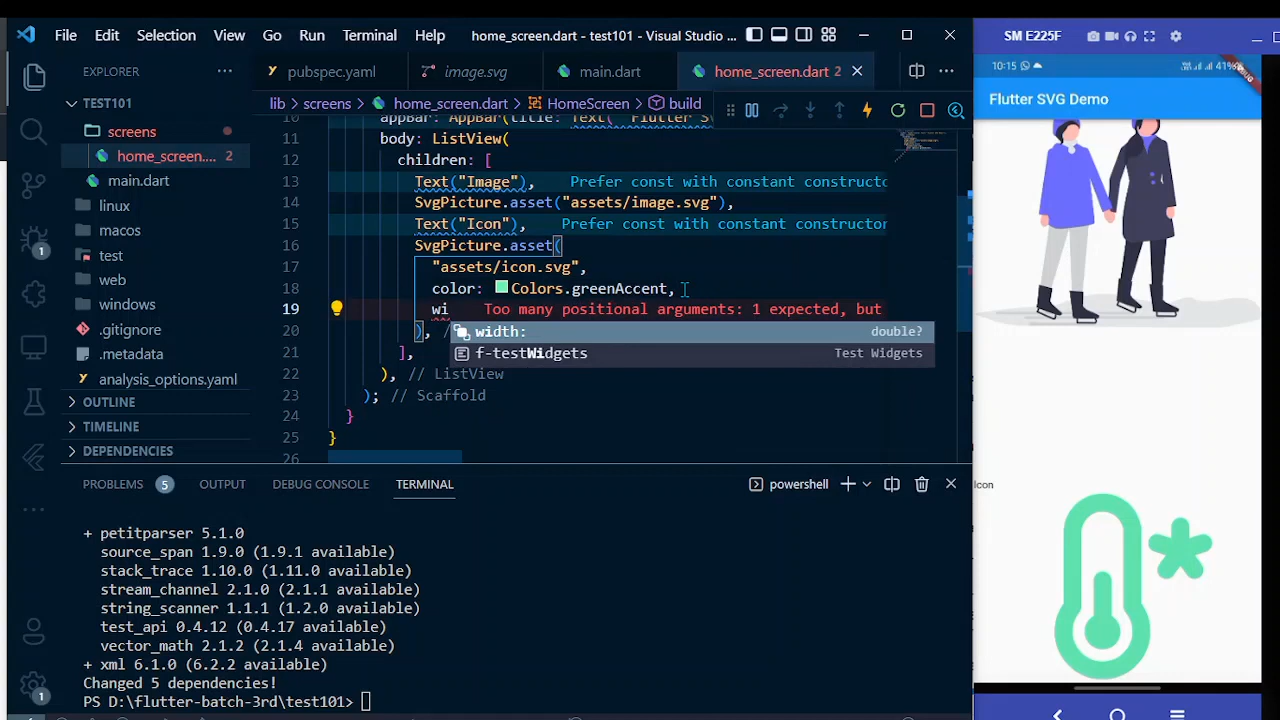 File Edit Selection View Go Run Terminal Help home_screen.dart - test101 - Visual Studio ...
SM E225F
EXPLORER
pubspec.yaml image.svg main.dart home_screen.dart 2
TEST101
lib > screens > home_screen.dart > HomeScreen > build
screens
home_screen.... 2
main.dart
linux
macos
test
web
windows
.gitignore
.metadata
analysis_options.yaml
OUTLINE
TIMELINE
DEPENDENCIES
1
1
10 appBar: AppBar(title: Text("Flutter S
11 body: ListView(
12 children: [
13 Text("Image"), Prefer const with constant constructo
14 SvgPicture.asset("assets/image.svg"),
15 Text("Icon"), Prefer const with constant constructo
16 SvgPicture.asset(
17 "assets/icon.svg",
18 color: Colors.greenAccent,
19 wi Too many positional arguments: 1 expected, but
20 ), /
width: double?
f-testWidgets Test Widgets
21 ],
22 ), // ListView
23 ); // Scaffold
24 }
25 }
26
PROBLEMS 5 OUTPUT DEBUG CONSOLE TERMINAL powershell
+ petitparser 5.1.0
source_span 1.9.0 (1.9.1 available)
stack_trace 1.10.0 (1.11.0 available)
stream_channel 2.1.0 (2.1.1 available)
string_scanner 1.1.1 (1.2.0 available)
test_api 0.4.12 (0.4.17 available)
vector_math 2.1.2 (2.1.4 available)
+ xml 6.1.0 (6.2.2 available)
Changed 5 dependencies!
PS D:\flutter-batch-3rd\test101>
10:15 41%
DEBUG
Flutter SVG Demo
Icon